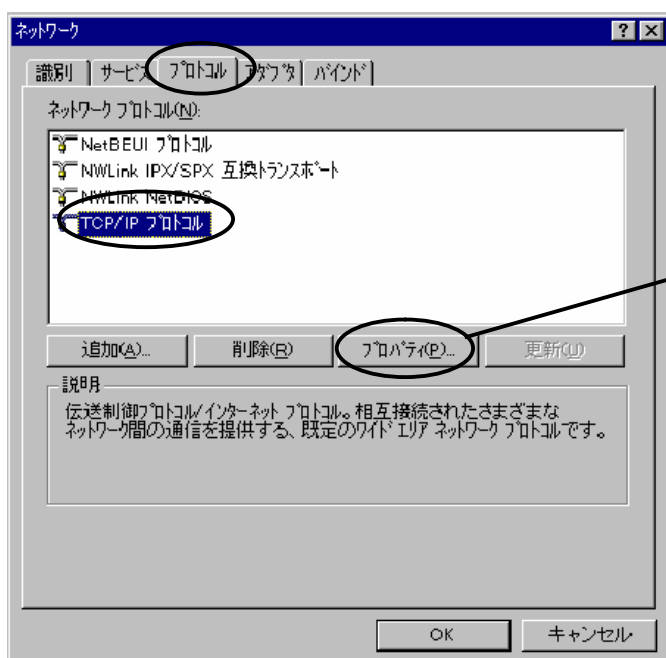 ネットワーク
識別 サービス プロトコル アダプタ バインド
ネットワーク プロトコル(N):
NetBEUI プロトコル
NWLink IPX/SPX 互換トランスポート
NWLink NetBIOS
TCP/IP プロトコル
追加(A)... 削除(R) プロパティ(P)... 更新(U)
説明
伝送制御プロトコル/インターネット プロトコル。相互接続されたさまざまな
ネットワーク間の通信を提供する、既定のワイド エリア ネットワーク プロトコルです。
OK キャンセル